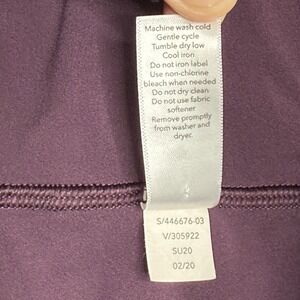 Machine wash cold
Gentle cycle
Tumble dry low
Cool iron
Do not iron label
Use non-chlorine
bleach when needed
Do not dry clean
Do not use fabric
softener
Remove promptly
from washer and
dryer.
S/446676-03
V/305922
SU20
02/20